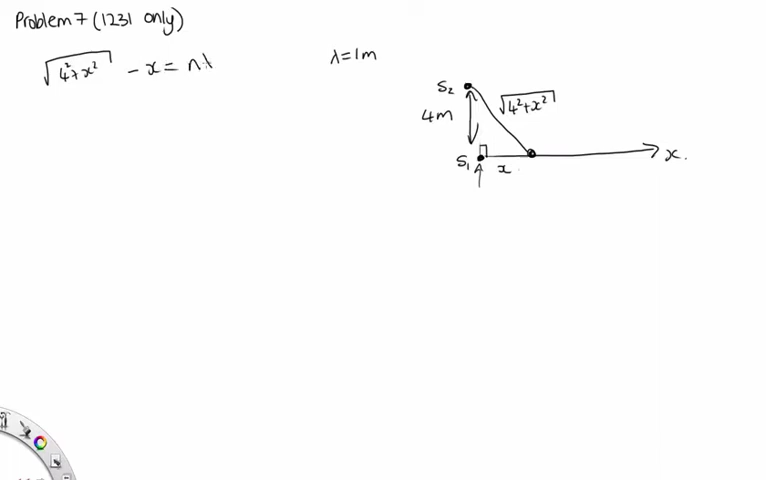 Problem 7 (1231 only)
√4²+x² - x = nλ
λ=1m
S₂
√4²+x²
4m
S₁
x
x.